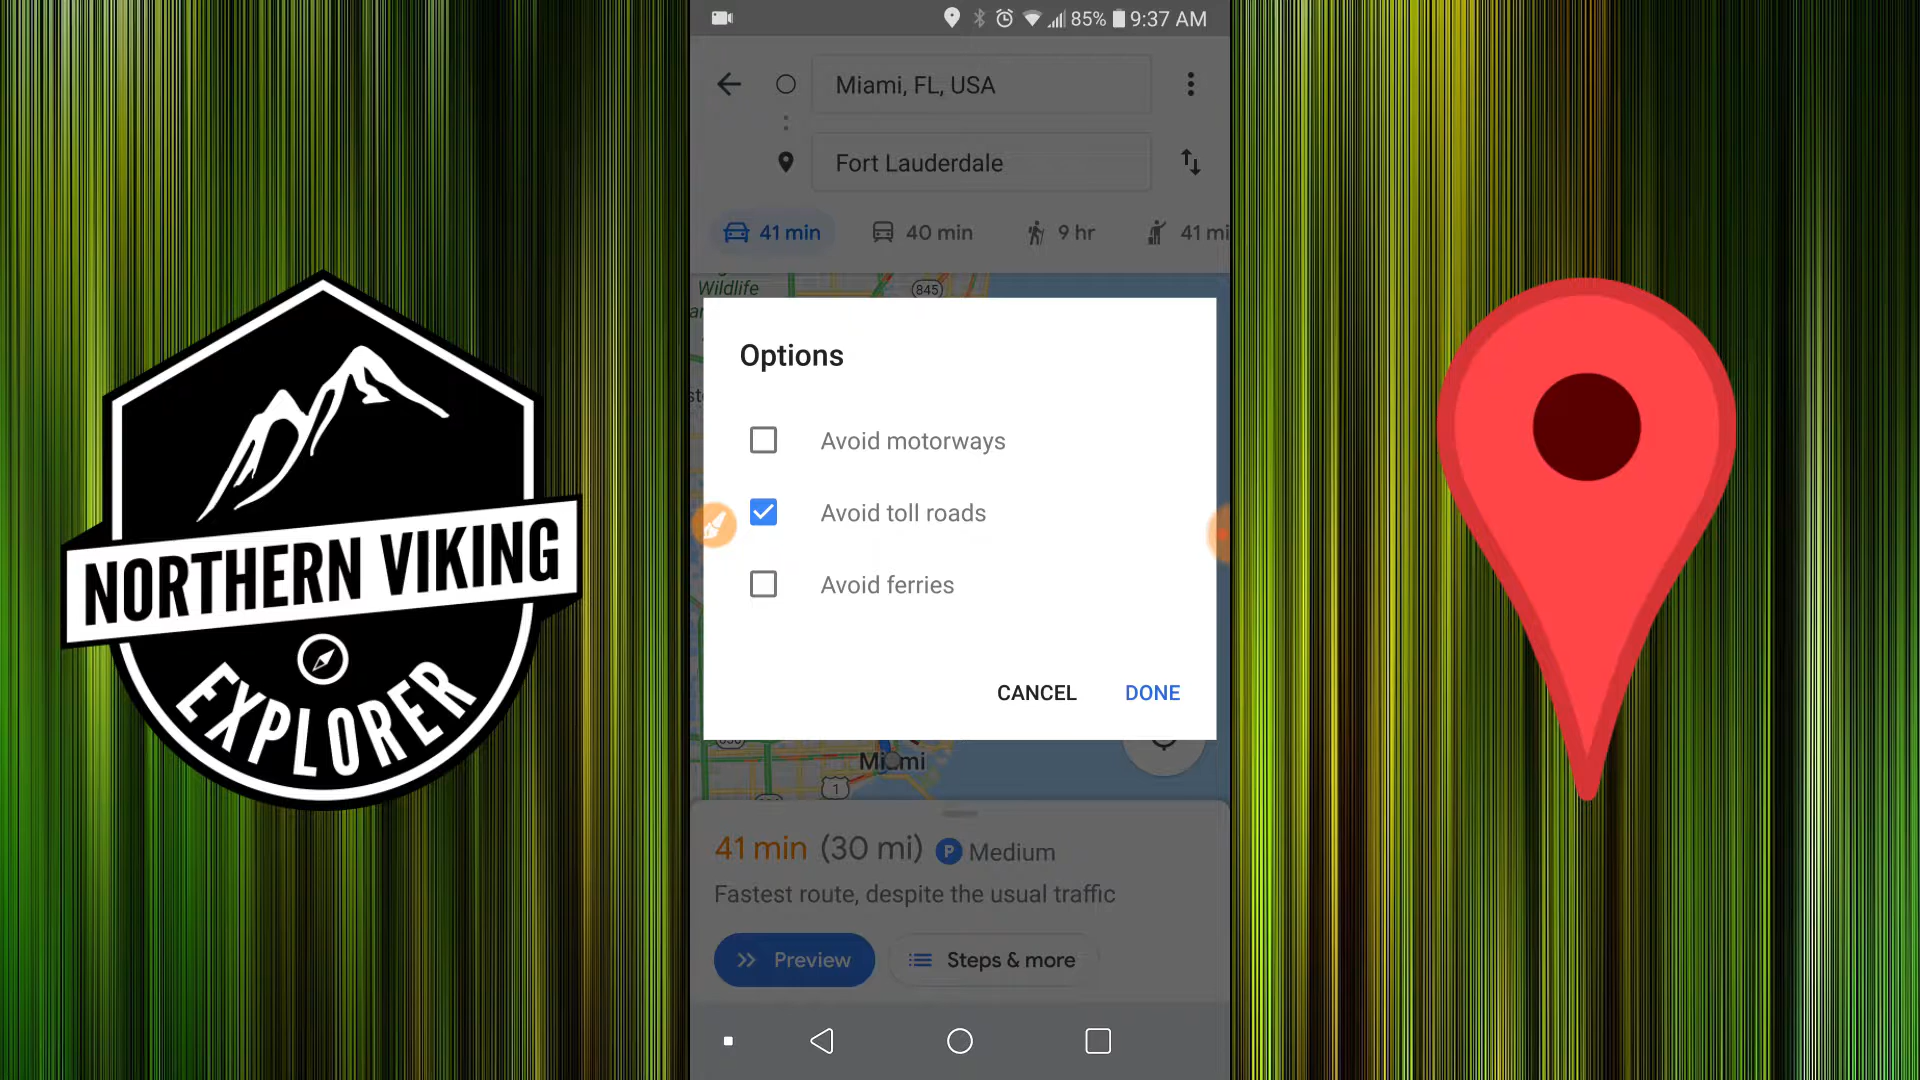 85% 9:37 AM
Miami, FL, USA
Fort Lauderdale
41 min 40 min 9 hr 41 mi
Wildlife
845
Options
Avoid motorways
Avoid toll roads
Avoid ferries
CANCEL DONE
Miami
1
41 min (30 mi) P Medium
Fastest route, despite the usual traffic
Preview Steps & more
NORTHERN VIKING
EXPLORER